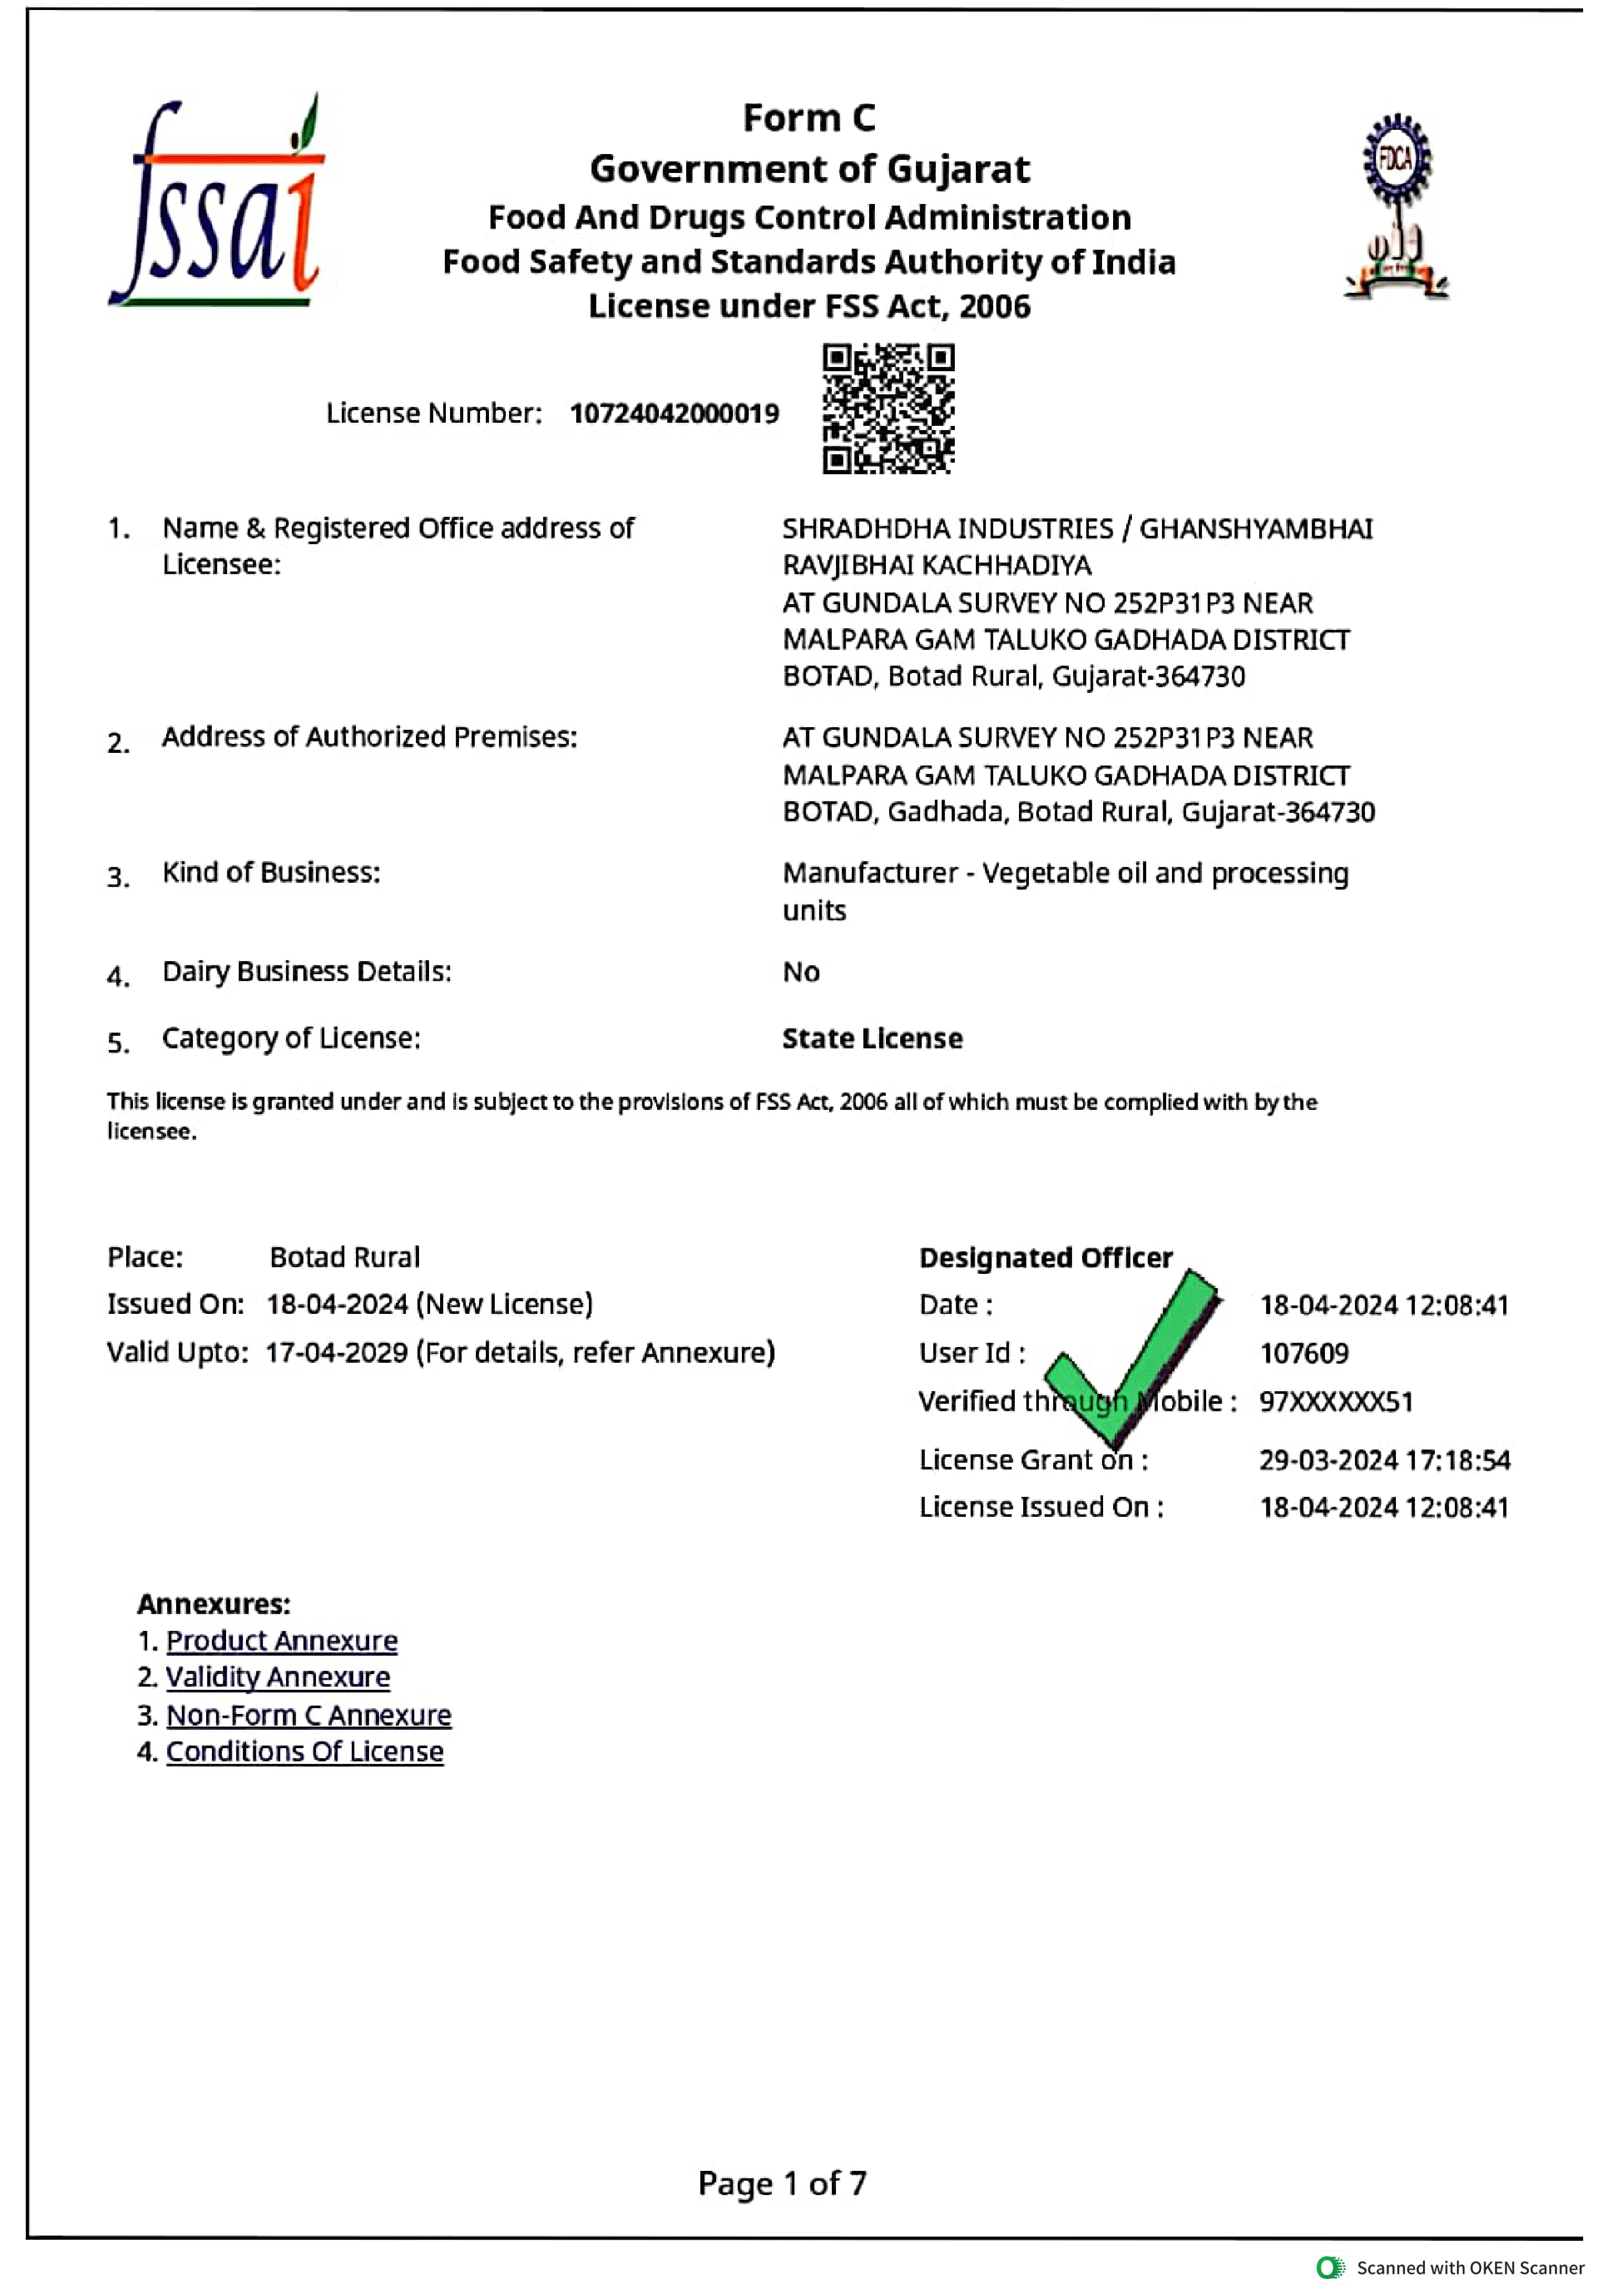 fssai
Form C
Government of Gujarat
Food And Drugs Control Administration
Food Safety and Standards Authority of India
License under FSS Act, 2006
FDCA
License Number: 10724042000019
1. Name & Registered Office address of
Licensee:
SHRADHDHA INDUSTRIES / GHANSHYAMBHAI
RAVJIBHAI KACHHADIYA
AT GUNDALA SURVEY NO 252P31P3 NEAR
MALPARA GAM TALUKO GADHADA DISTRICT
BOTAD, Botad Rural, Gujarat-364730
2. Address of Authorized Premises:
AT GUNDALA SURVEY NO 252P31P3 NEAR
MALPARA GAM TALUKO GADHADA DISTRICT
BOTAD, Gadhada, Botad Rural, Gujarat-364730
3. Kind of Business:
Manufacturer - Vegetable oil and processing
units
4. Dairy Business Details: No
5. Category of License: State License
This license is granted under and is subject to the provisions of FSS Act, 2006 all of which must be complied with by the
licensee.
Place: Botad Rural
Issued On: 18-04-2024 (New License)
Valid Upto: 17-04-2029 (For details, refer Annexure)
Designated Officer
Date : 18-04-2024 12:08:41
User Id : 107609
Verified through Mobile : 97XXXXXX51
License Grant on : 29-03-2024 17:18:54
License Issued On : 18-04-2024 12:08:41
Annexures:
1. Product Annexure
2. Validity Annexure
3. Non-Form C Annexure
4. Conditions Of License
Page 1 of 7
Scanned with OKEN Scanner